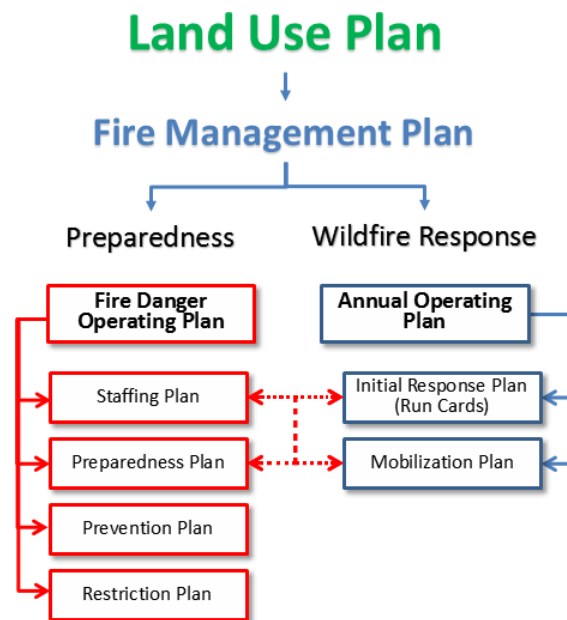 Land Use Plan
Fire Management Plan
Preparedness
Wildfire Response
Fire Danger
Operating Plan
Annual Operating
Plan
Staffing Plan
Initial Response Plan
(Run Cards)
Preparedness Plan
Mobilization Plan
Prevention Plan
Restriction Plan